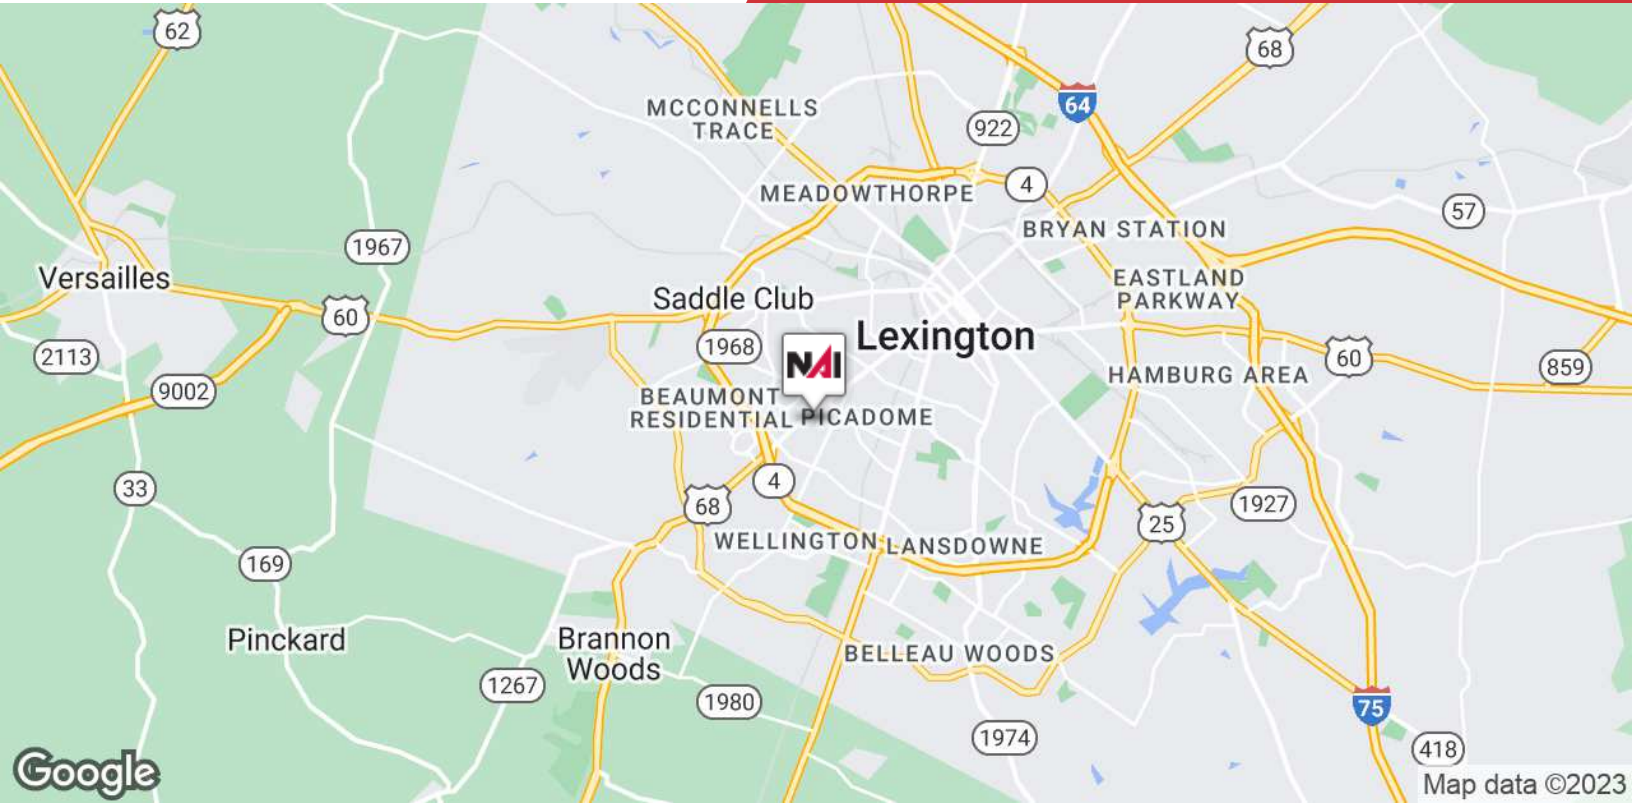 62
68
64
MCCONNELLS
TRACE
922
4
MEADOWTHORPE
57
BRYAN STATION
1967
Versailles
EASTLAND
PARKWAY
Saddle Club
60
Lexington
1968
2113
NAI
60
859
HAMBURG AREA
9002
BEAUMONT
RESIDENTIAL
PICADOME
33
4
68
1927
25
WELLINGTON
LANSDOWNE
169
Pinckard
Brannon
Woods
BELLEAU WOODS
1267
1980
75
1974
418
Google
Map data ©2023